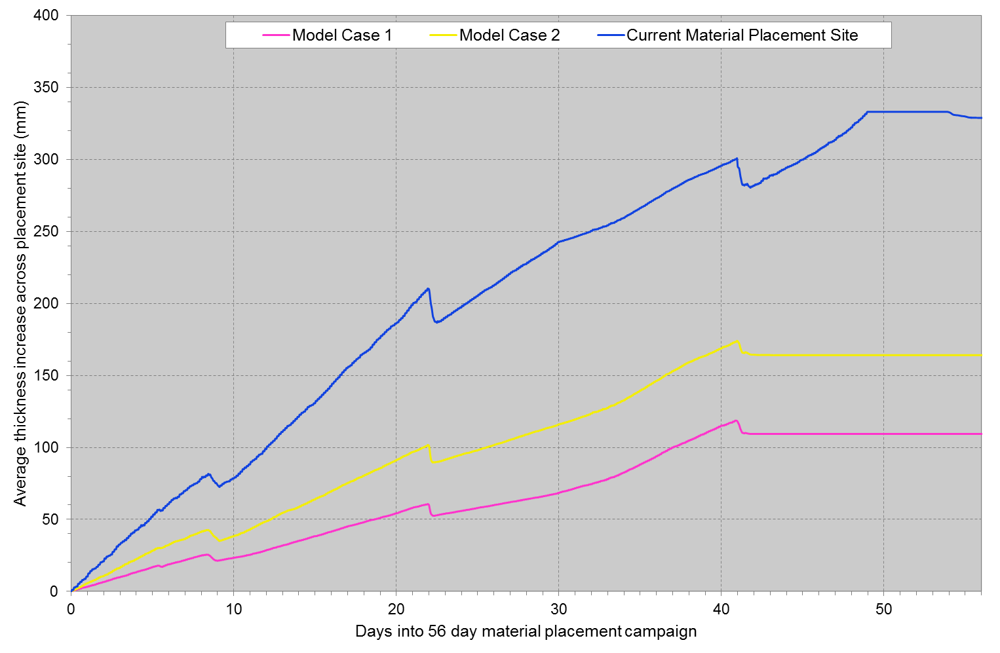 Model Case 1 Model Case 2 Current Material Placement Site
Average thickness increase across placement site (mm)
400
350
300
250
200
150
100
50
0
0 10 20 30 40 50
Days into 56 day material placement campaign